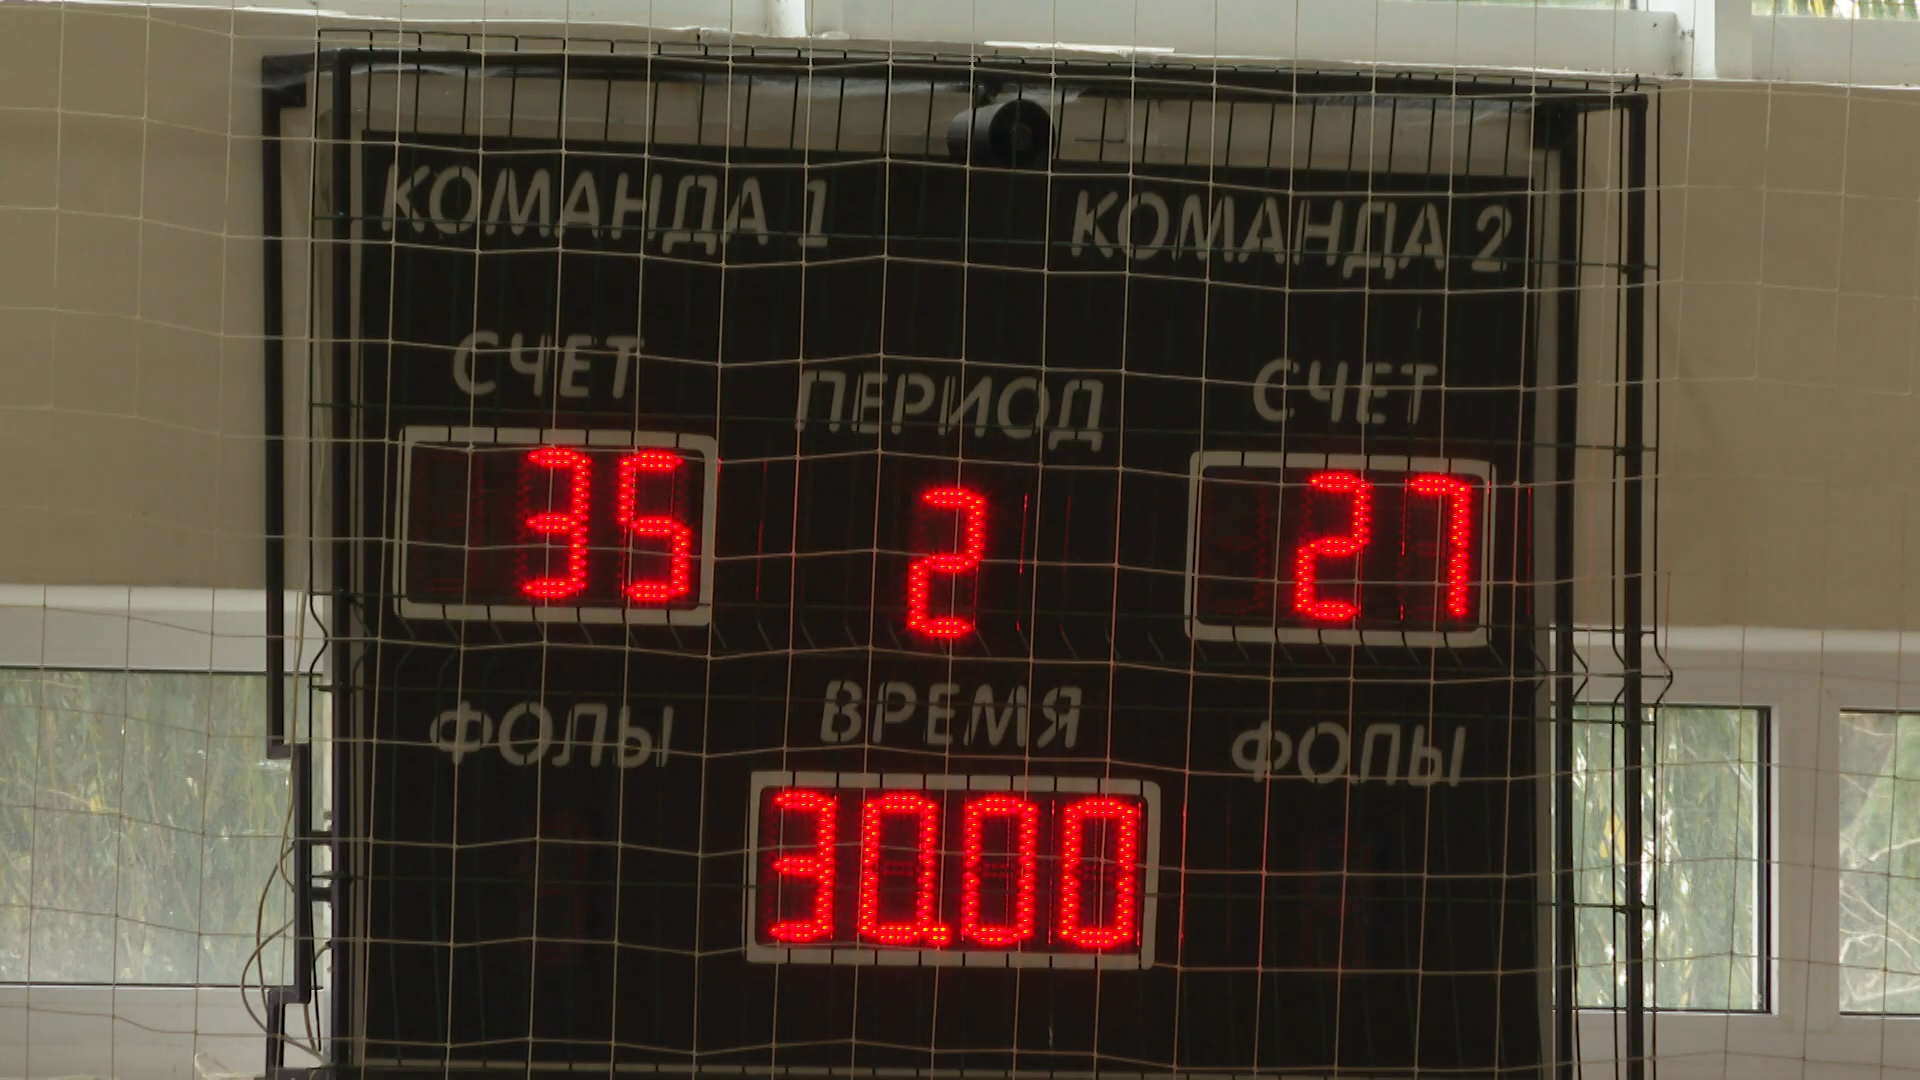 КОМАНДА 1 КОМАНДА 2
СЧЕТ ПЕРИОД СЧЕТ
35 2 27
ФОЛЫ ВРЕМЯ ФОЛЫ
30.00